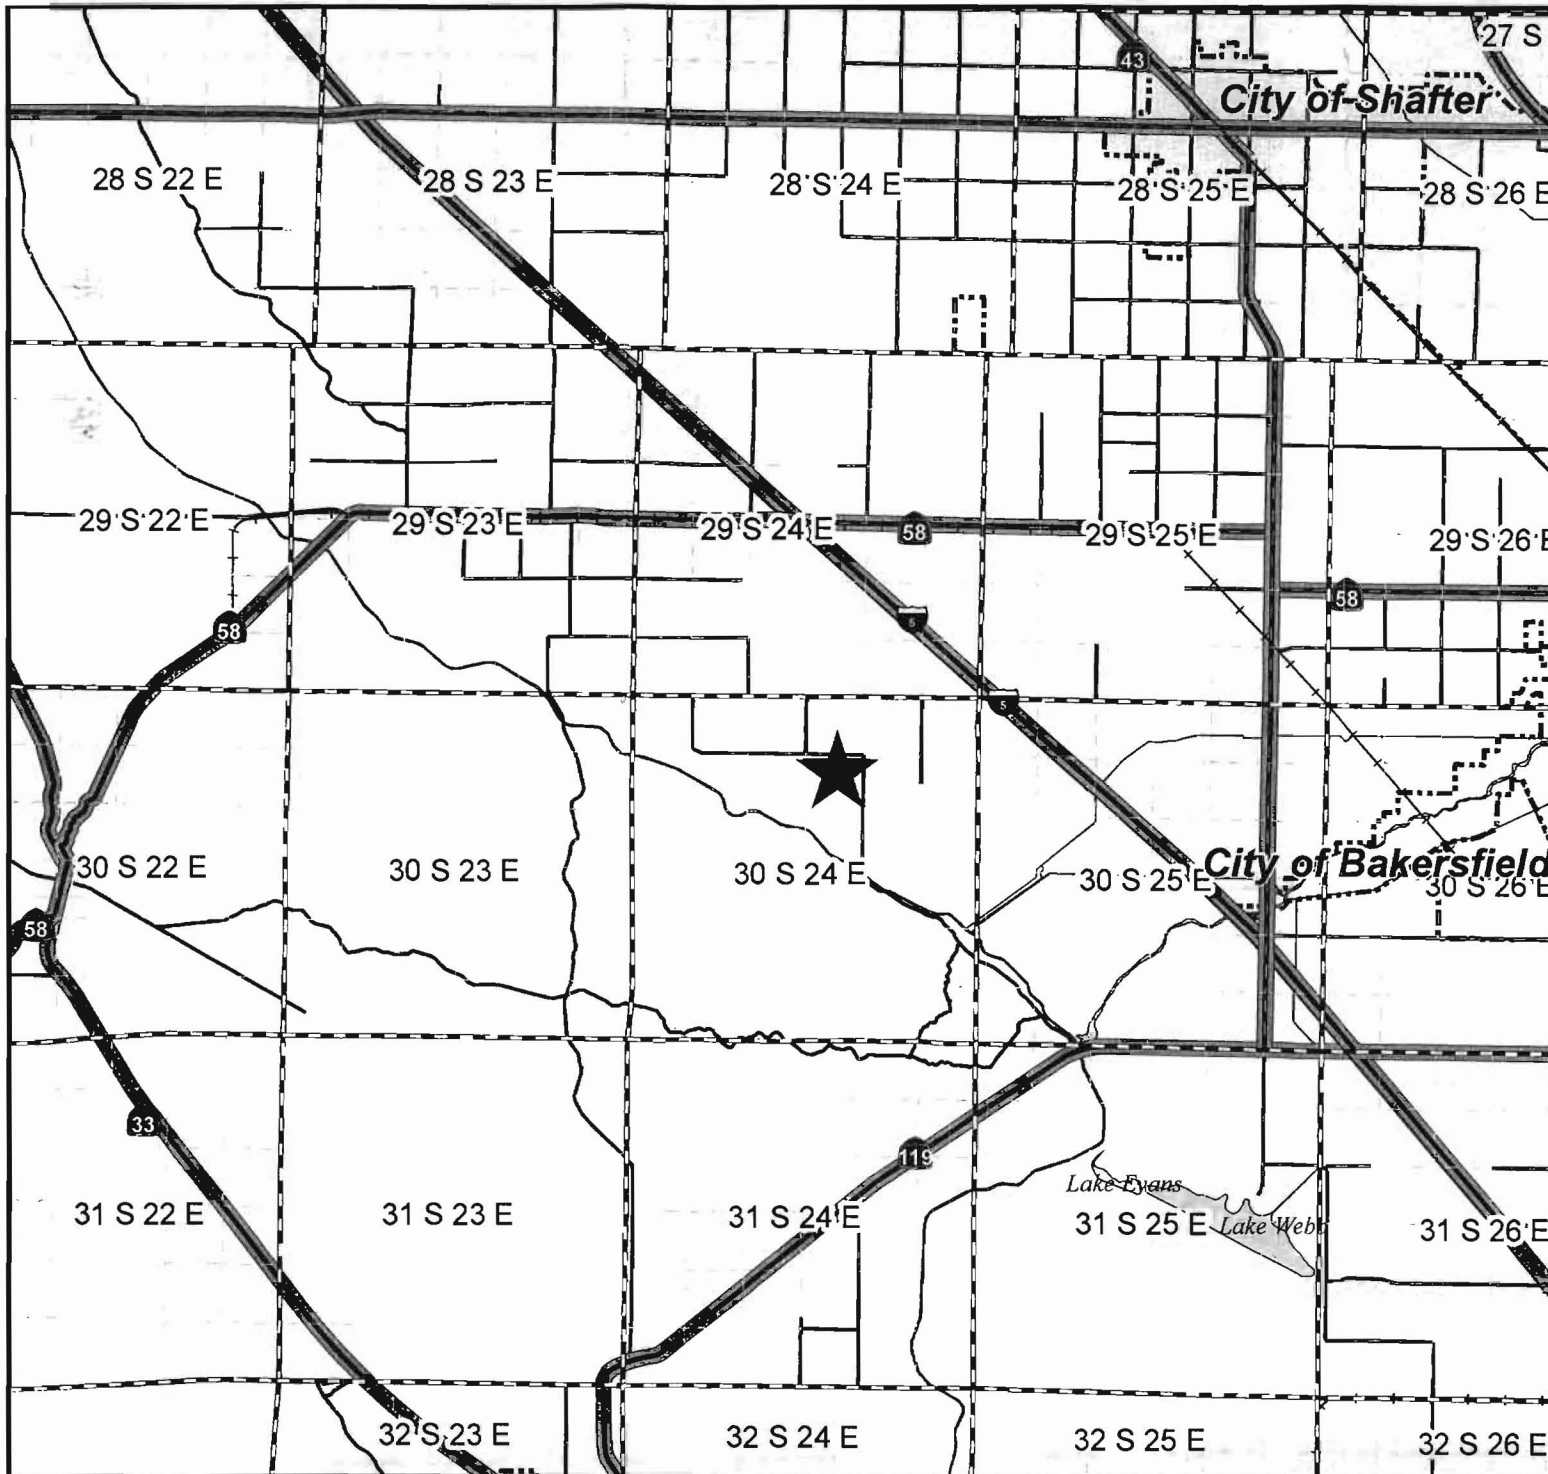 27 S
43
City of Shafter
28 S 22 E
28 S 23 E
28 S 24 E
28 S 25 E
28 S 26 E
29 S 22 E
29 S 23 E
29 S 24 E
58
29 S 25 E
29 S 26 E
58
58
5
5
30 S 22 E
30 S 23 E
30 S 24 E
30 S 25 E
City of Bakersfield
30 S 26 E
58
33
119
Lake Evans
31 S 22 E
31 S 23 E
31 S 24 E
31 S 25 E
Lake Webb
31 S 26 E
32 S 23 E
32 S 24 E
32 S 25 E
32 S 26 E